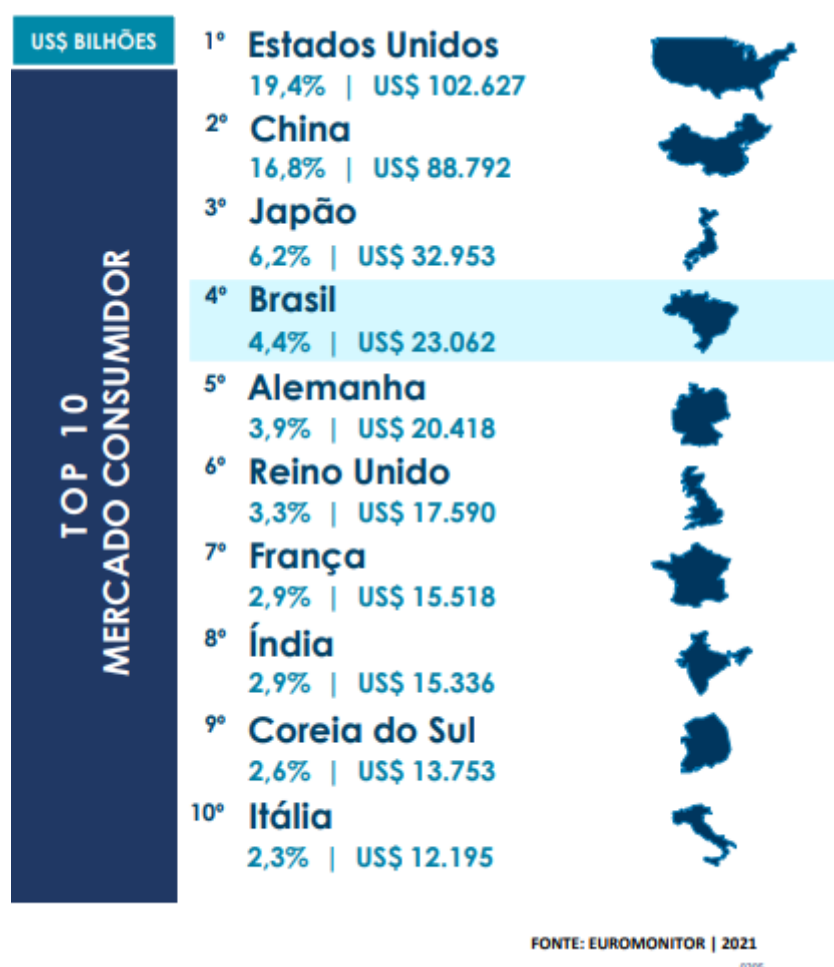 US$ BILHÕES
TOP 10
MERCADO CONSUMIDOR
1º Estados Unidos
19,4% | US$ 102.627
2º China
16,8% | US$ 88.792
3º Japão
6,2% | US$ 32.953
4º Brasil
4,4% | US$ 23.062
5º Alemanha
3,9% | US$ 20.418
6º Reino Unido
3,3% | US$ 17.590
7º França
2,9% | US$ 15.518
8º Índia
2,9% | US$ 15.336
9º Coreia do Sul
2,6% | US$ 13.753
10º Itália
2,3% | US$ 12.195
FONTE: EUROMONITOR | 2021